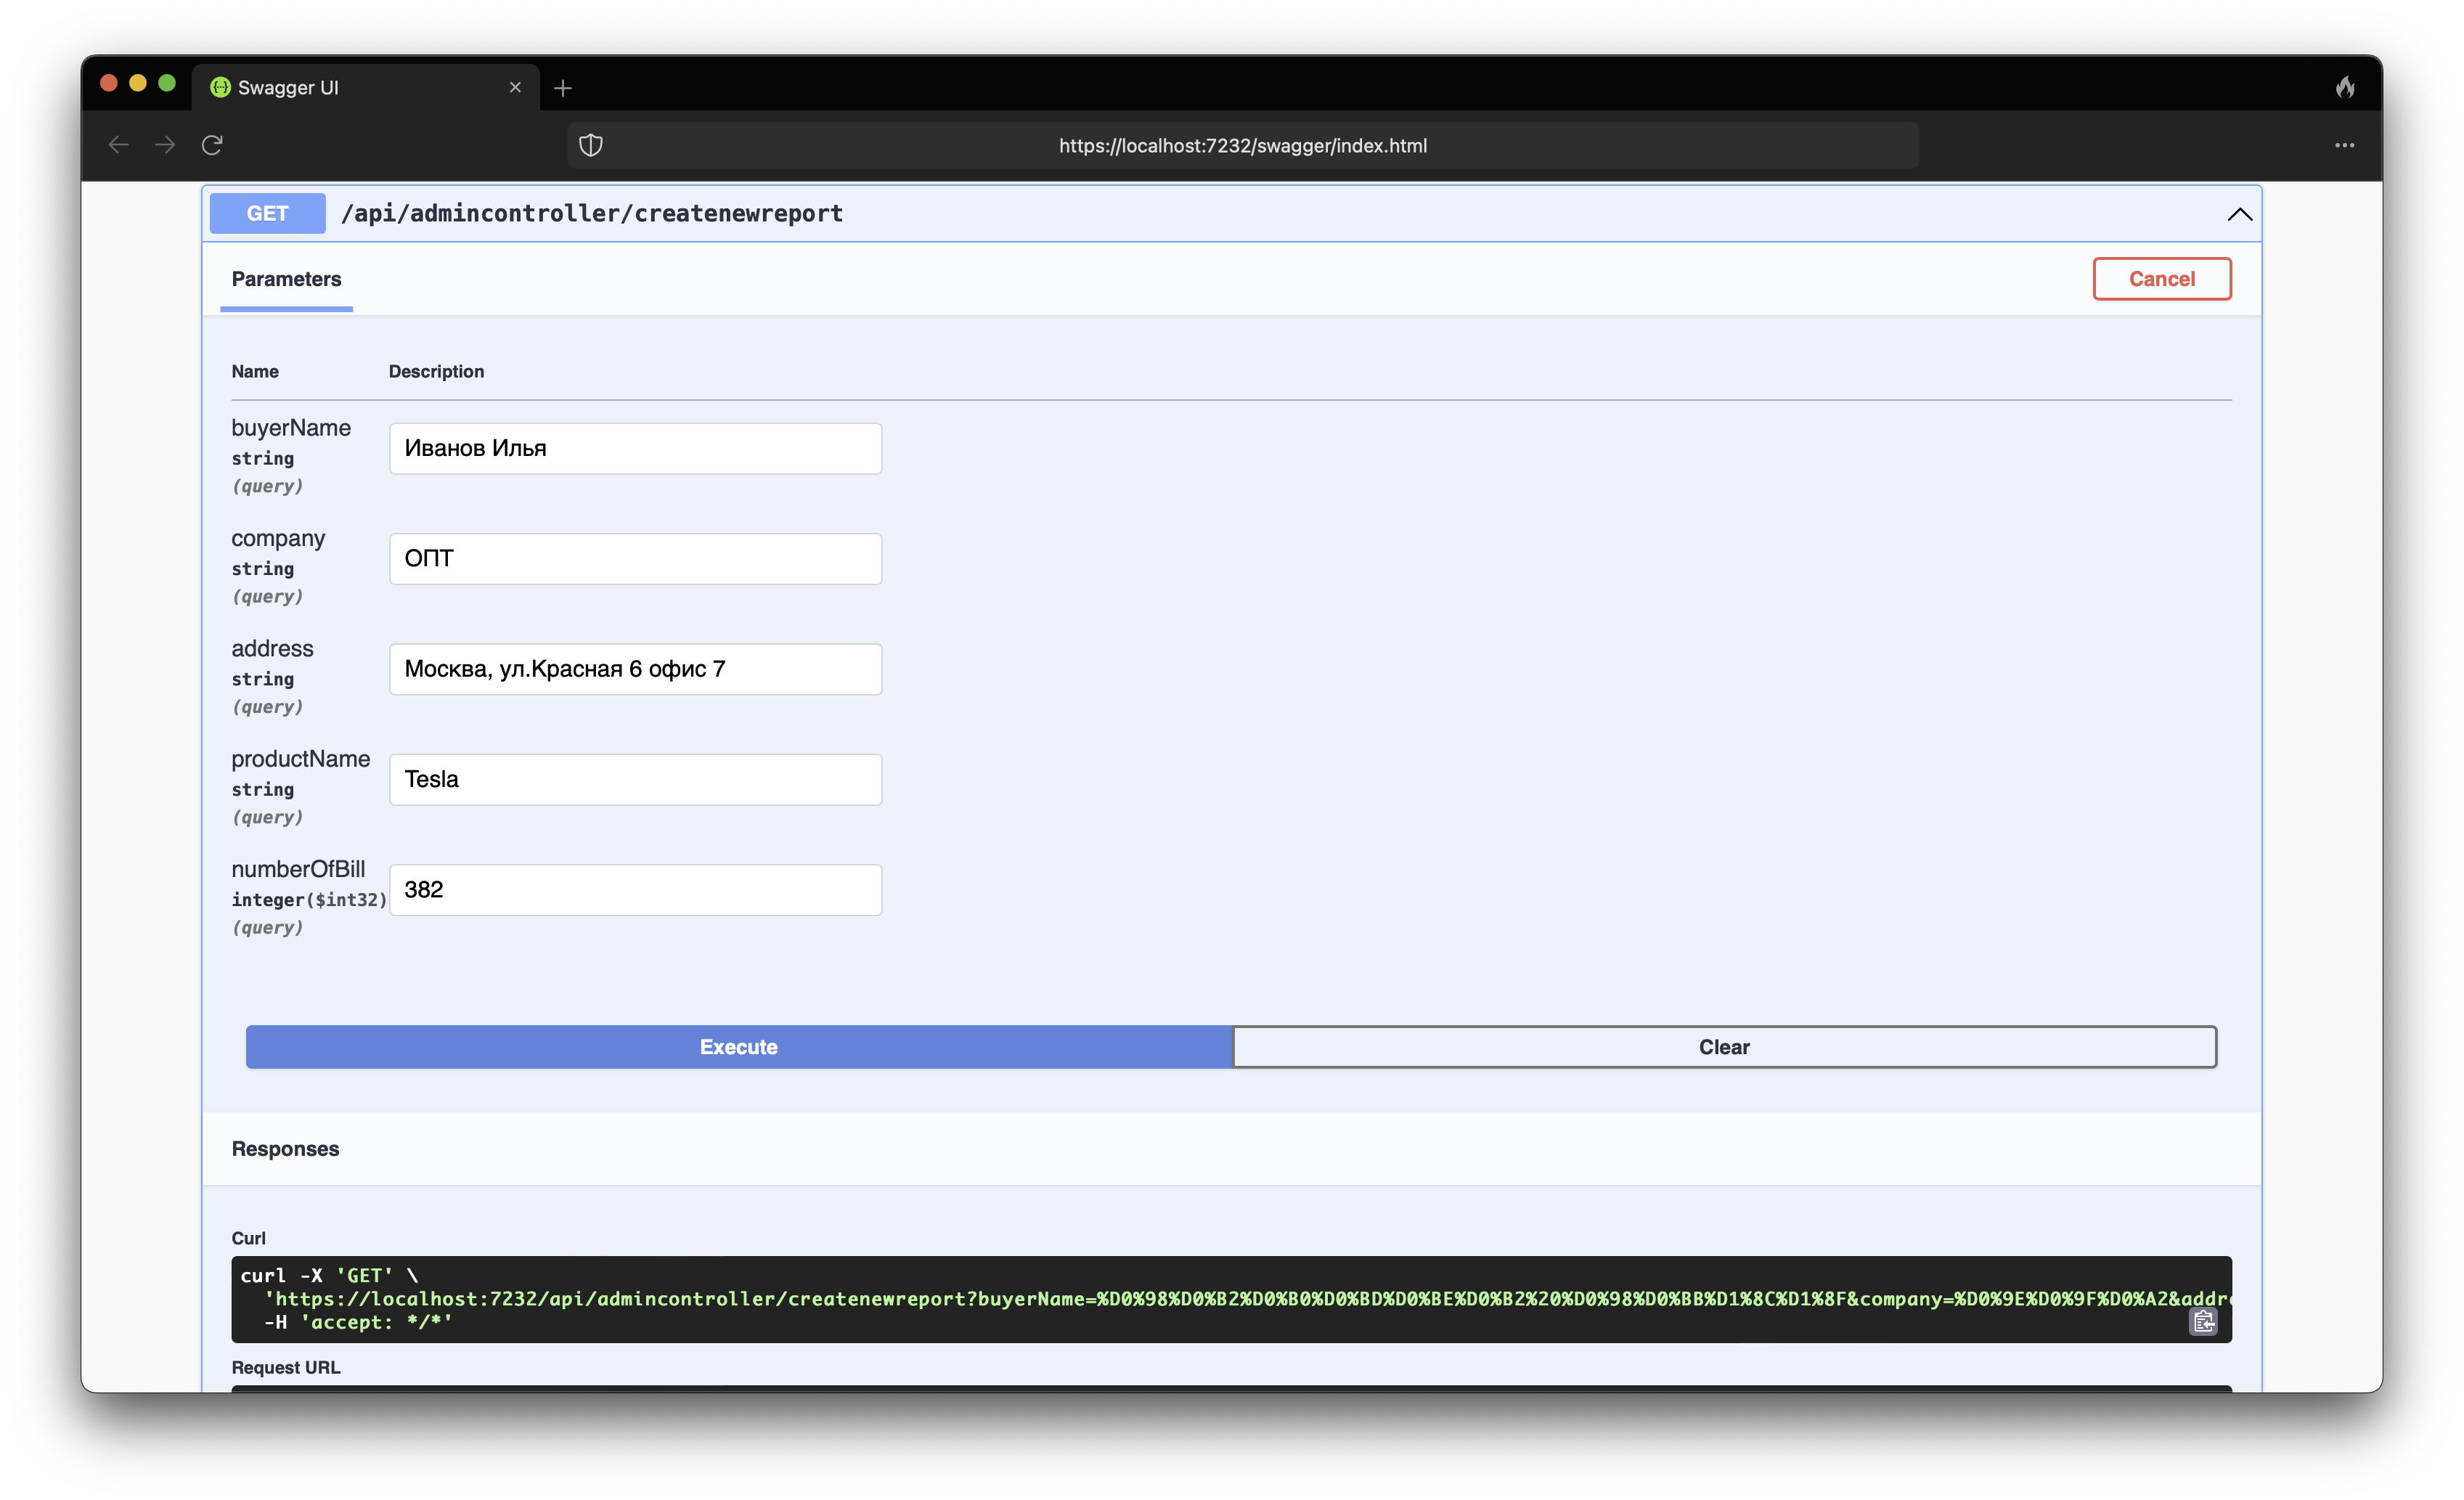 Swagger UI
https://localhost:7232/swagger/index.html
GET /api/admincontroller/createnewreport
Parameters
Cancel
Name Description
buyerName
string
(query)
Иванов Илья
company
string
(query)
ОПТ
address
string
(query)
Москва, ул.Красная 6 офис 7
productName
string
(query)
Tesla
numberOfBill
integer($int32)
(query)
382
Execute
Clear
Responses
Curl
curl -X 'GET' \
'https://localhost:7232/api/admincontroller/createnewreport?buyerName=%D0%98%D0%B2%D0%B0%D0%BD%D0%BE%D0%B2%20%D0%98%D0%BB%D1%8C%D1%8F&company=%D0%9E%D0%9F%D0%A2&addr
-H 'accept: */*'
Request URL